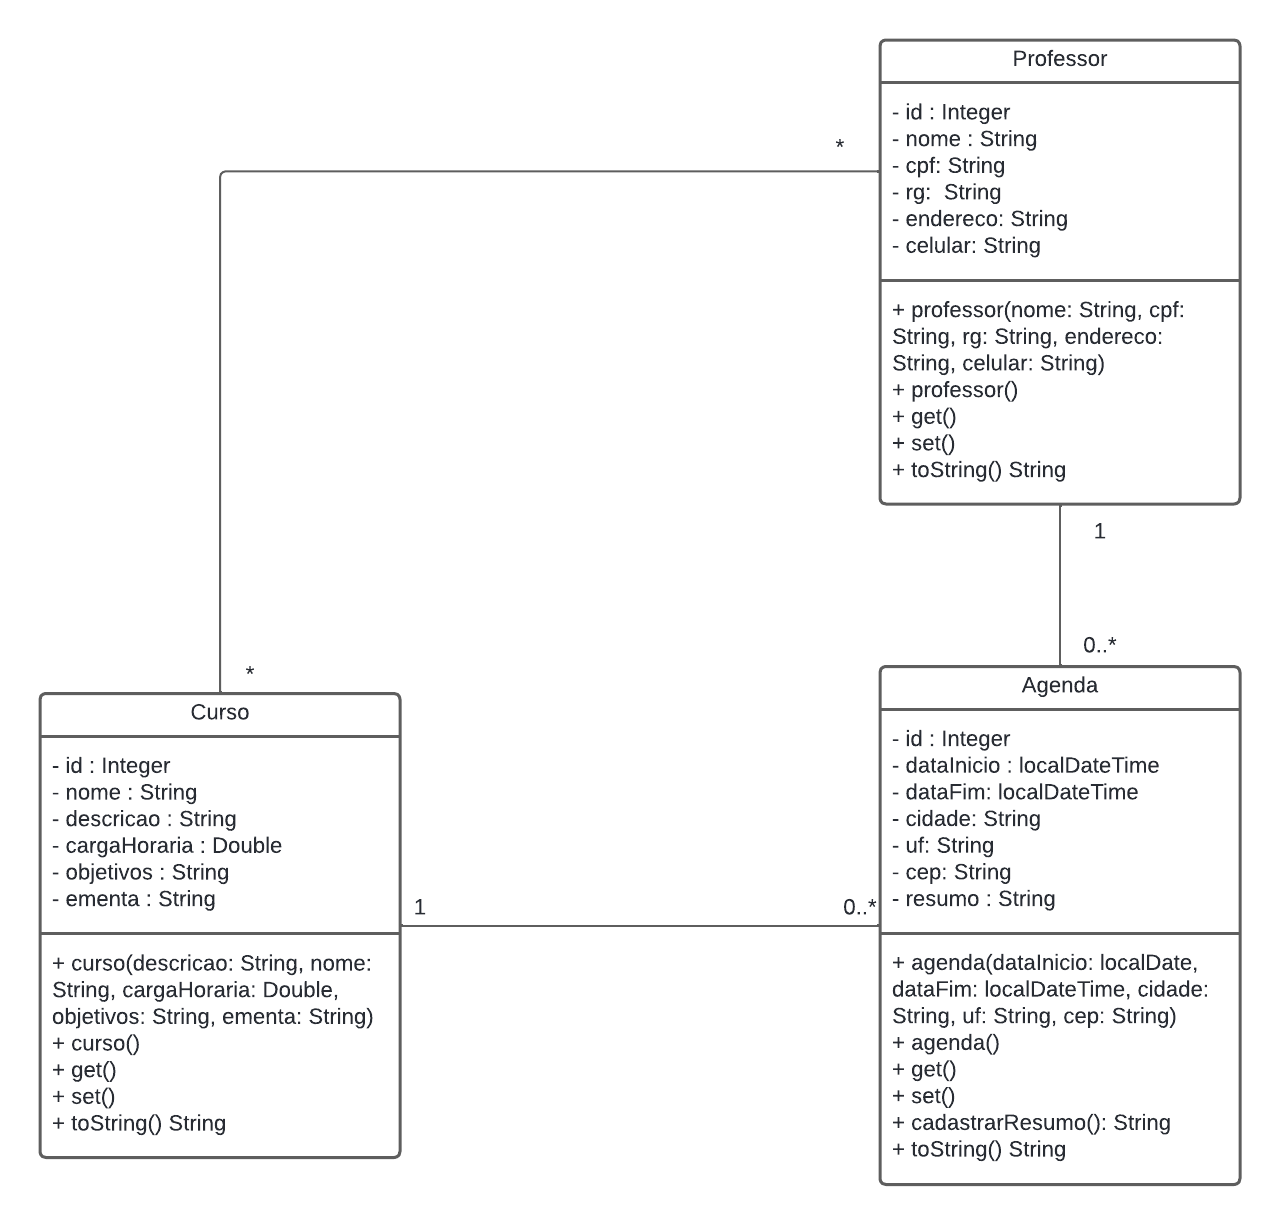 Professor
- id : Integer
- nome : String
- cpf: String
- rg:  String
- endereco: String
- celular: String
+ professor(nome: String, cpf:
String, rg: String, endereco:
String, celular: String)
+ professor()
+ get()
+ set()
+ toString() String
*
*
1
0..*
Curso
- id : Integer
- nome : String
- descricao : String
- cargaHoraria : Double
- objetivos : String
- ementa : String
+ curso(descricao: String, nome:
String, cargaHoraria: Double,
objetivos: String, ementa: String)
+ curso()
+ get()
+ set()
+ toString() String
1
0..*
Agenda
- id : Integer
- dataInicio : localDateTime
- dataFim: localDateTime
- cidade: String
- uf: String
- cep: String
- resumo : String
+ agenda(dataInicio: localDate,
dataFim: localDateTime, cidade:
String, uf: String, cep: String)
+ agenda()
+ get()
+ set()
+ cadastrarResumo(): String
+ toString() String